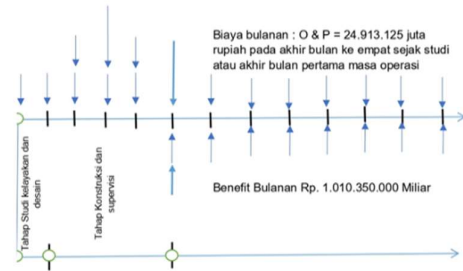 Biaya bulanan : O & P = 24.913.125 juta
rupiah pada akhir bulan ke empat sejak studi
atau akhir bulan pertama masa operasi
Tahap Studi kelayakan dan
desain
Tahap Konstruksi dan
supervisi
Benefit Bulanan Rp. 1.010.350.000 Miliar